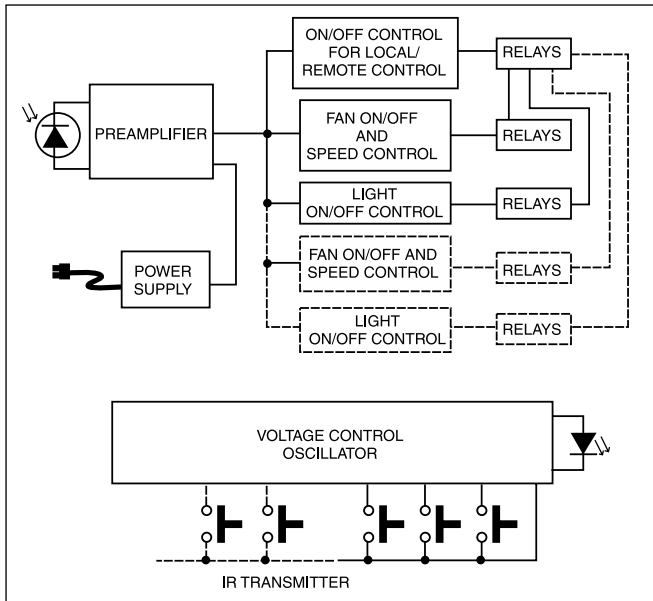 ON/OFF CONTROL
FOR LOCAL/
REMOTE CONTROL
RELAYS
PREAMPLIFIER
FAN ON/OFF
AND
SPEED CONTROL
RELAYS
LIGHT
ON/OFF CONTROL
RELAYS
FAN ON/OFF AND
SPEED CONTROL
RELAYS
POWER
SUPPLY
LIGHT
ON/OFF CONTROL
RELAYS
VOLTAGE CONTROL
OSCILLATOR
IR TRANSMITTER